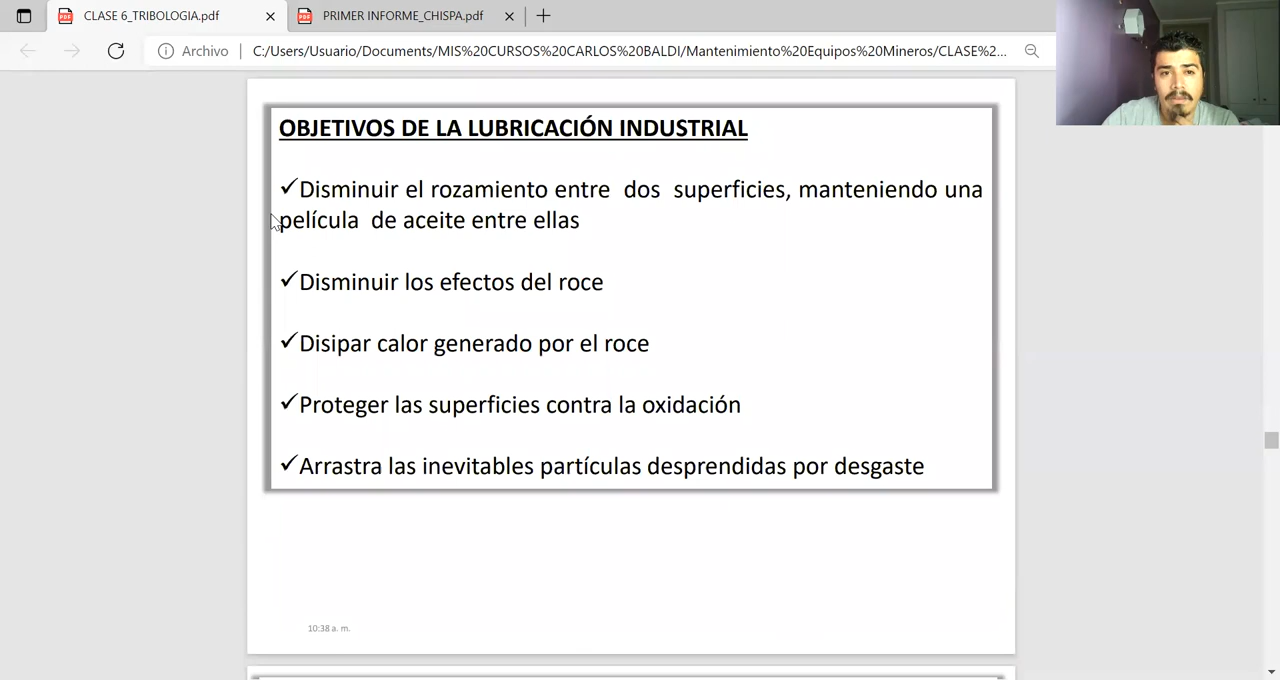 CLASE 6_TRIBOLOGIA.pdf
PRIMER INFORME_CHISPA.pdf
Archivo
C:/Users/Usuario/Documents/MIS%20CURSOS%20CARLOS%20BALDI/Mantenimiento%20Equipos%20Mineros/CLASE%2...
OBJETIVOS DE LA LUBRICACIÓN INDUSTRIAL
✓Disminuir el rozamiento entre dos superficies, manteniendo una
película de aceite entre ellas
✓Disminuir los efectos del roce
✓Disipar calor generado por el roce
✓Proteger las superficies contra la oxidación
✓Arrastra las inevitables partículas desprendidas por desgaste
10:38 a. m.